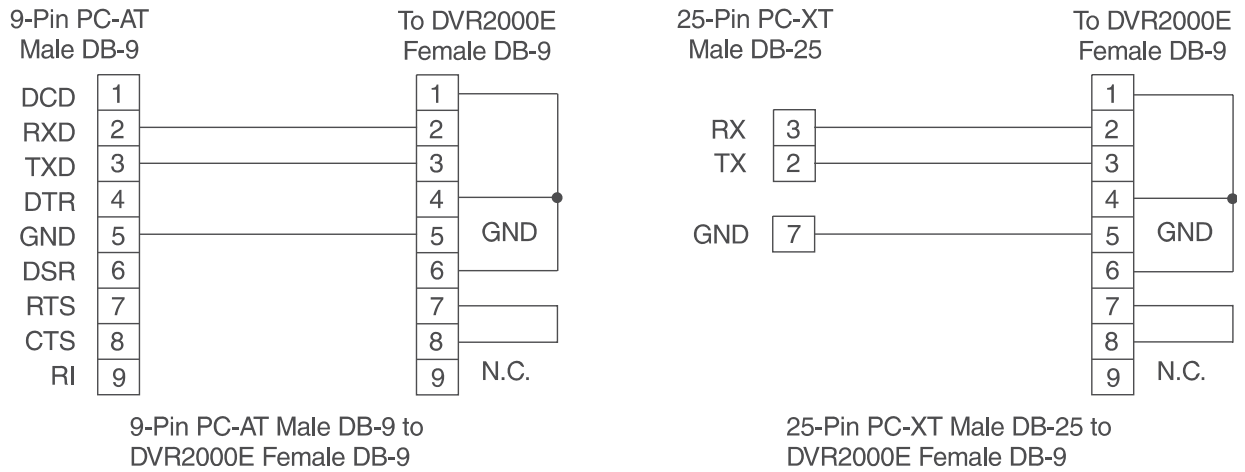 9-Pin PC-AT
Male DB-9
To DVR2000E
Female DB-9
DCD 1 1
RXD 2 2
TXD 3 3
DTR 4 4
GND 5 5 GND
DSR 6 6
RTS 7 7
CTS 8 8
RI 9 9 N.C.
9-Pin PC-AT Male DB-9 to
DVR2000E Female DB-9
25-Pin PC-XT
Male DB-25
To DVR2000E
Female DB-9
1
RX 3 2
TX 2 3
4
GND 7 5 GND
6
7
8
9 N.C.
25-Pin PC-XT Male DB-25 to
DVR2000E Female DB-9